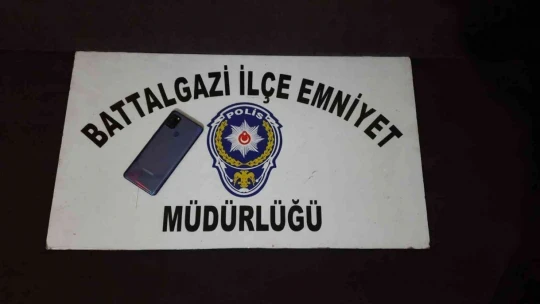 BATTALGAZİ İLÇE EMNİYET
POLİS
MÜDÜRLÜĞÜ